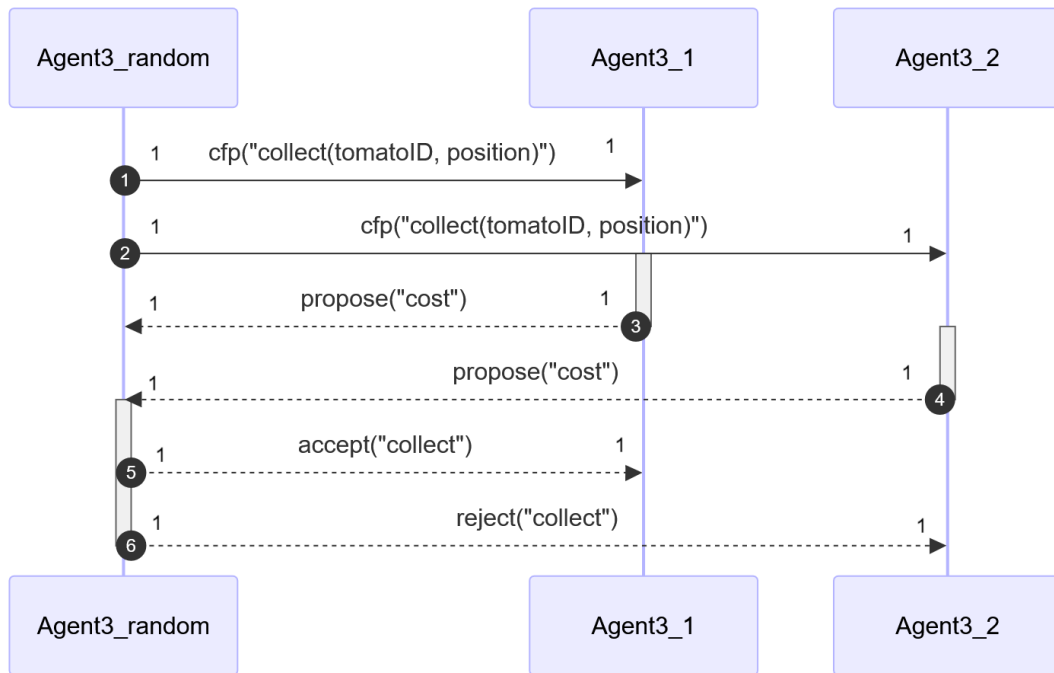 Agent3_random
Agent3_1
Agent3_2
1 cfp("collect(tomatoID, position)") 1
1
1 cfp("collect(tomatoID, position)") 1
2
1 propose("cost") 1
3
1 propose("cost") 1
4
1 accept("collect") 1
5
1 reject("collect") 1
6
Agent3_random
Agent3_1
Agent3_2